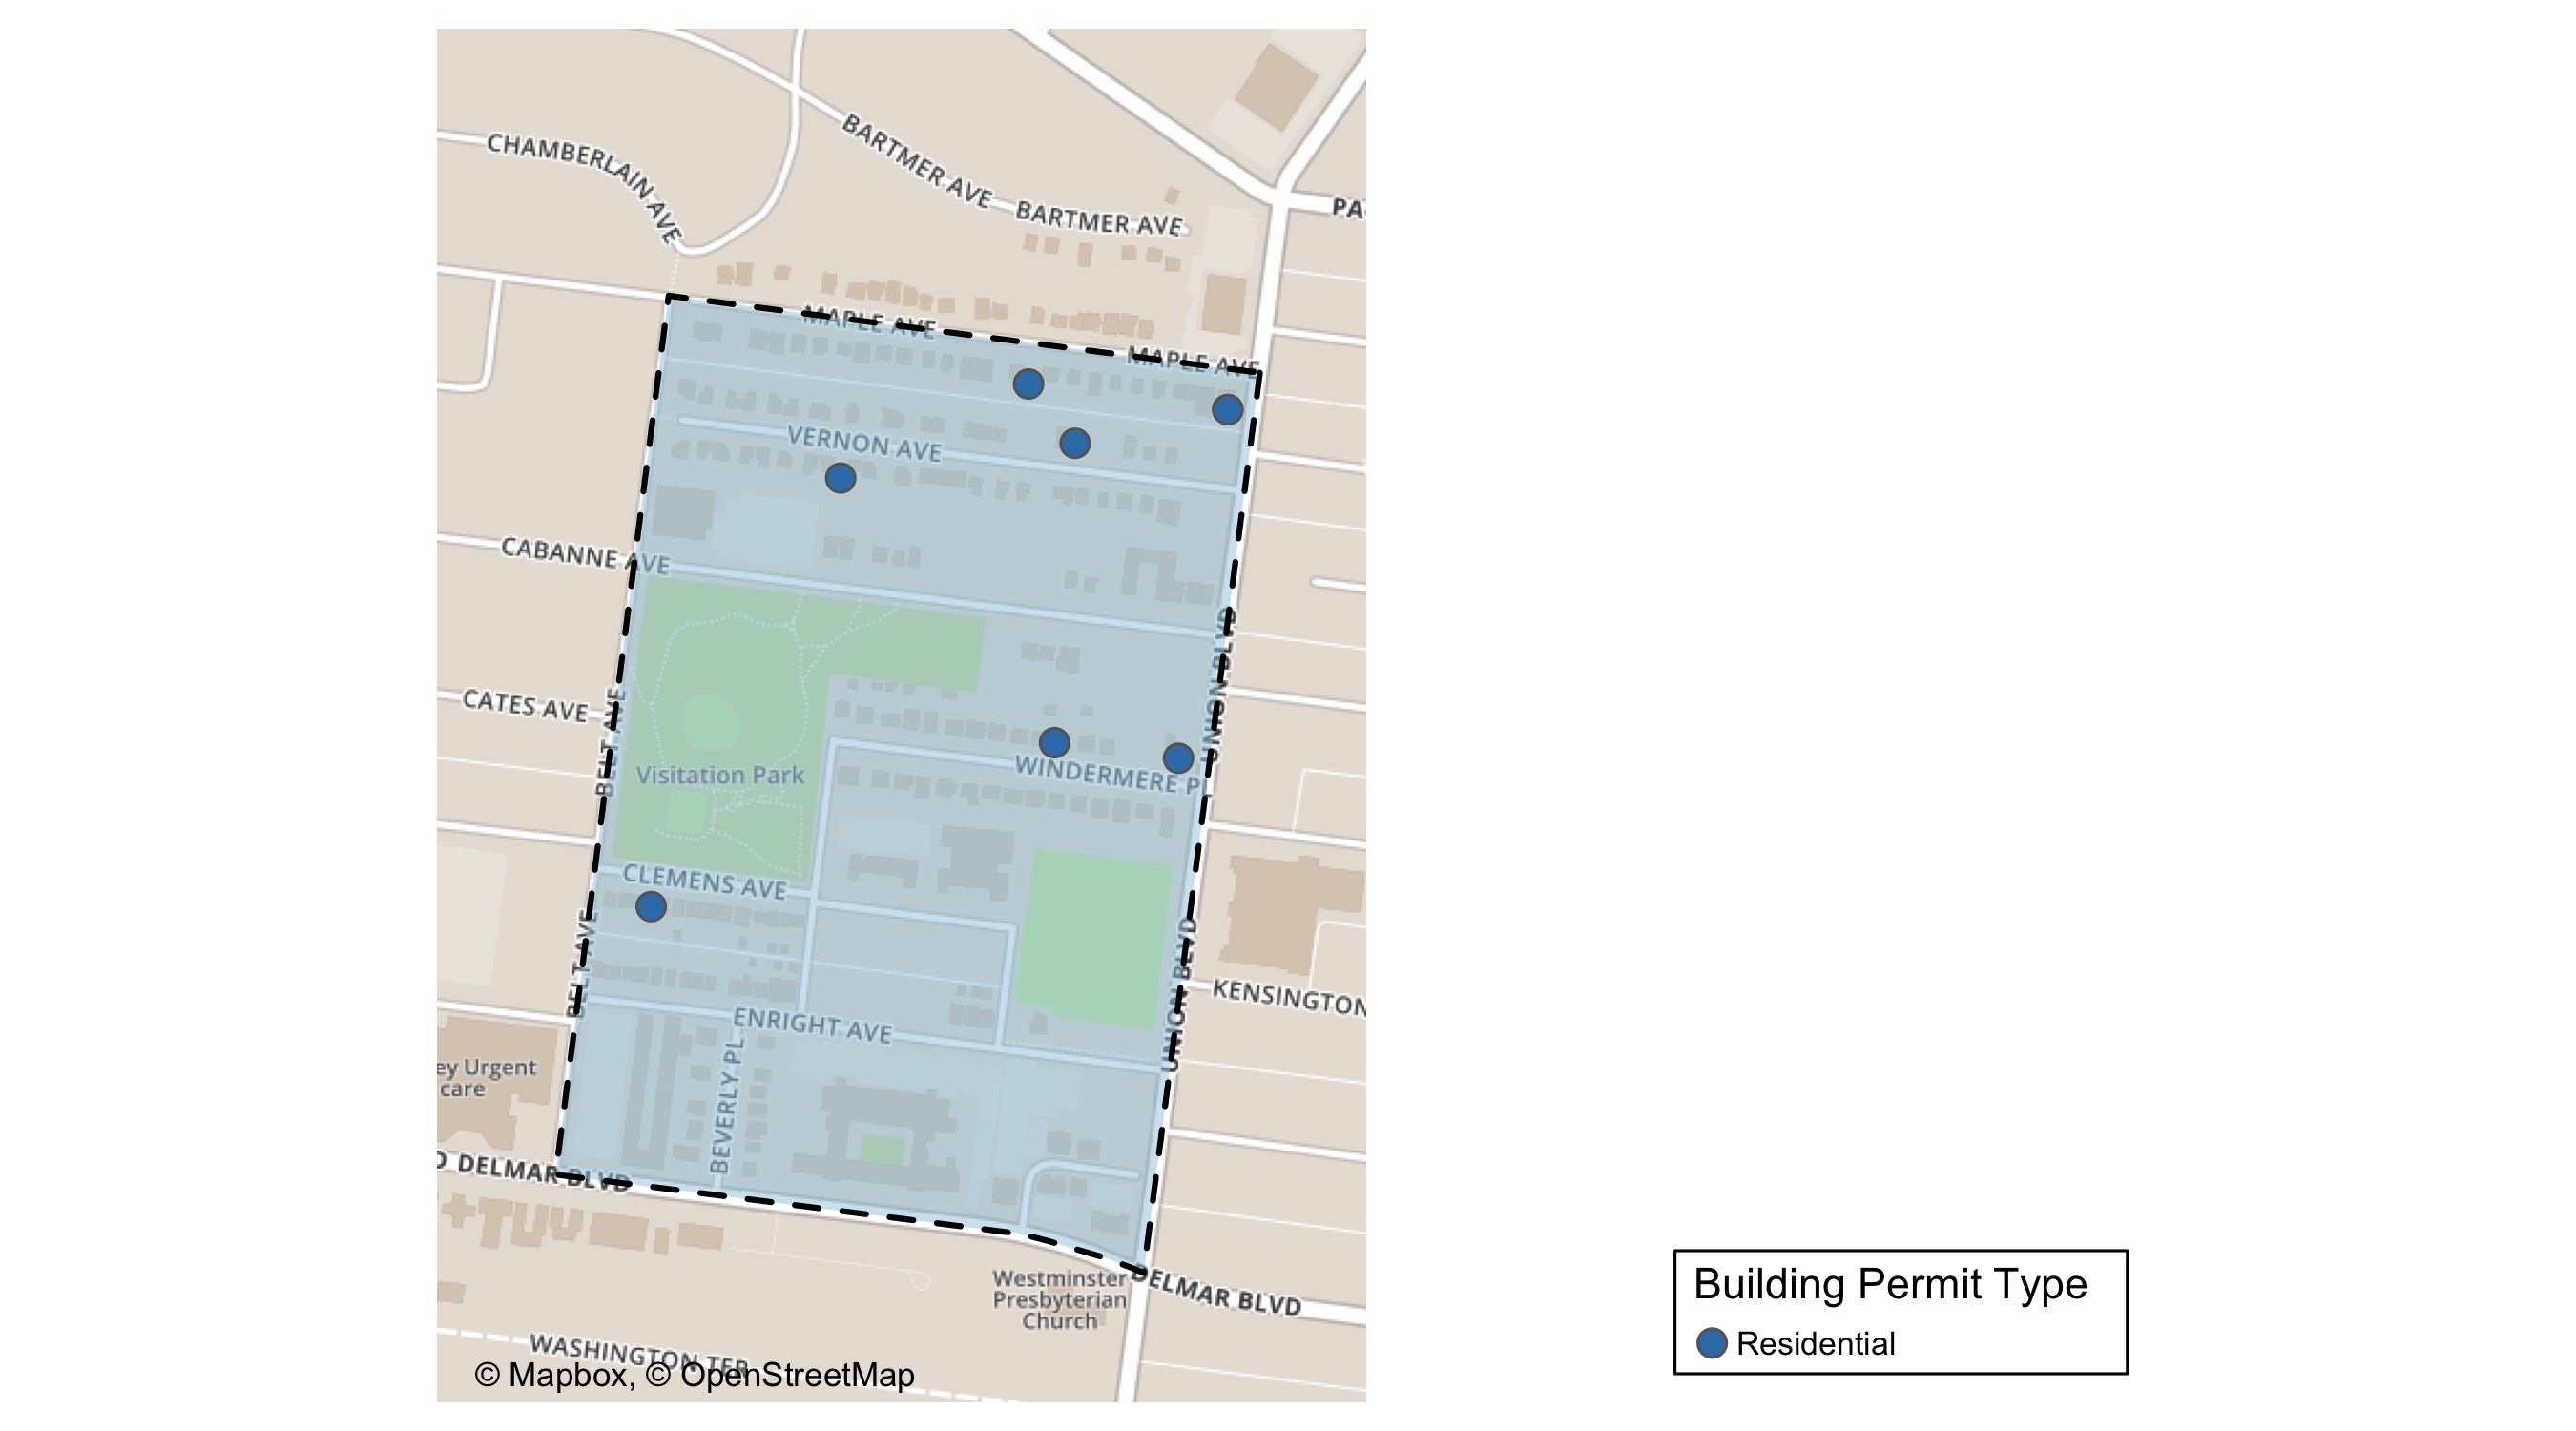 CHAMBERLAIN AVE
BARTMER AVE
BARTMER AVE
PA
MAPLE AVE
MAPLE AVE
VERNON AVE
CABANNE AVE
UNION BLVD
CATES AVE
BELT AVE
Visitation Park
WINDERMERE PL
CLEMENS AVE
BELT AVE
UNION BLVD
KENSINGTON
ENRIGHT AVE
BEVERLY PL
ey Urgent
care
DELMAR BLVD
Westminster
Presbyterian
Church
DELMAR BLVD
WASHINGTON TER
© Mapbox, © OpenStreetMap
Building Permit Type
Residential